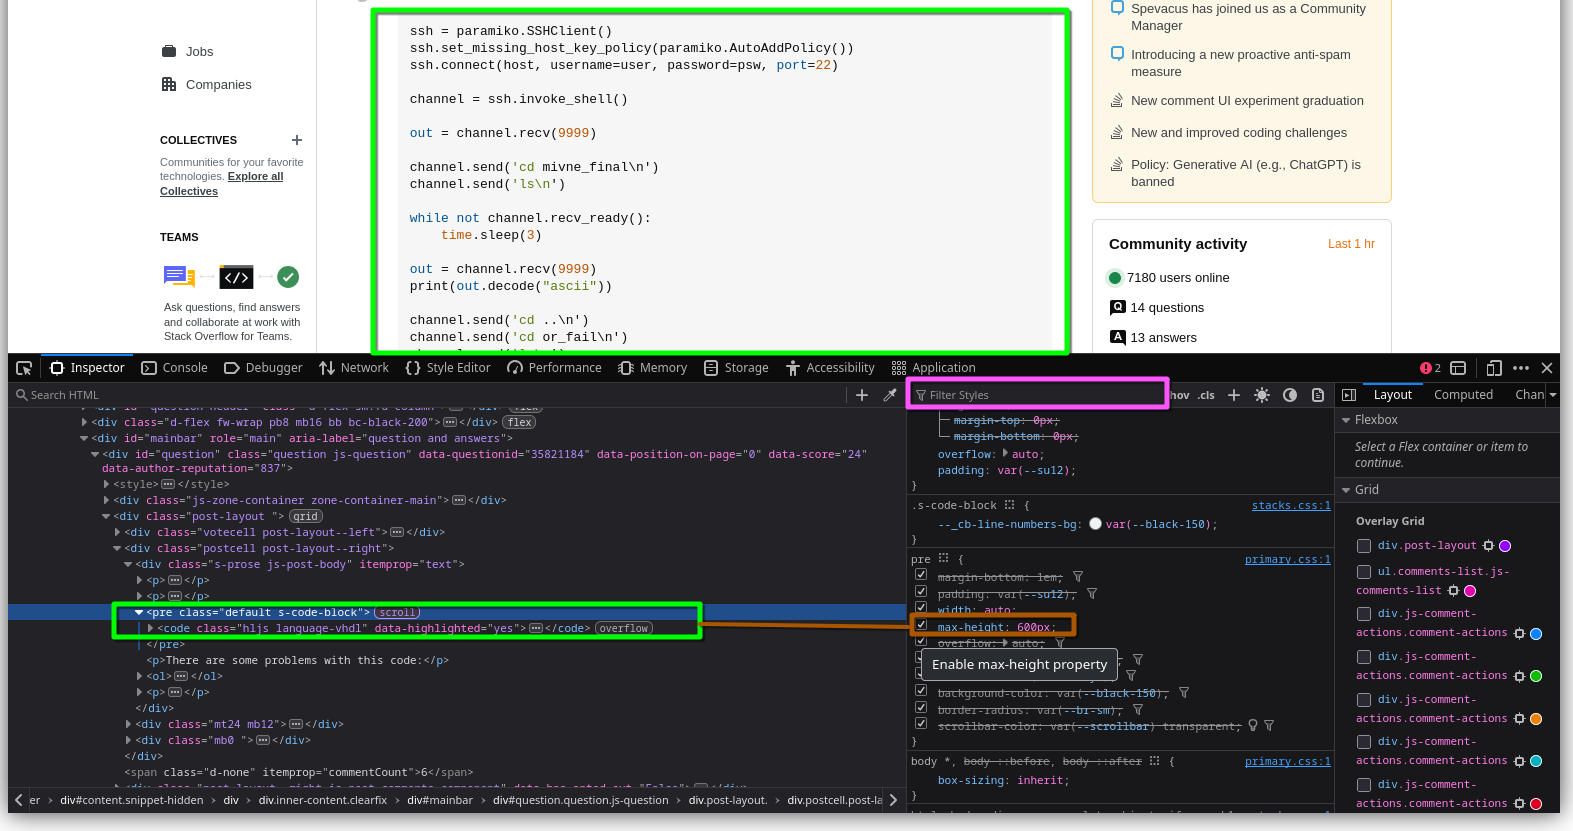 Jobs
Companies
COLLECTIVES
Communities for your favorite
technologies. Explore all
Collectives
TEAMS
Ask questions, find answers
and collaborate at work with
Stack Overflow for Teams.
ssh = paramiko.SSHClient()
ssh.set_missing_host_key_policy(paramiko.AutoAddPolicy())
ssh.connect(host, username=user, password=psw, port=22)
channel = ssh.invoke_shell()
out = channel.recv(9999)
channel.send('cd mivne_final\n')
channel.send('ls\n')
while not channel.recv_ready():
    time.sleep(3)
out = channel.recv(9999)
print(out.decode("ascii"))
channel.send('cd ..\n')
channel.send('cd or_fail\n')
Spevacus has joined us as a Community
Manager
Introducing a new proactive anti-spam
measure
New comment UI experiment graduation
New and improved coding challenges
Policy: Generative AI (e.g., ChatGPT) is
banned
Community activity Last 1 hr
7180 users online
Q 14 questions
A 13 answers
Inspector Console Debugger Network Style Editor Performance Memory Storage Accessibility Application 2
Search HTML
<div class="d-flex fw-wrap pb8 mb16 bb bc-black-200"></div> flex
<div id="mainbar" role="main" aria-label="question and answers">
<div id="question" class="question js-question" data-questionid="35821184" data-position-on-page="0" data-score="24"
data-author-reputation="837">
<style></style>
<div class="js-zone-container zone-container-main"></div>
<div class="post-layout "> grid
<div class="votecell post-layout--left"></div>
<div class="postcell post-layout--right">
<div class="s-prose js-post-body" itemprop="text">
<p></p>
<p></p>
<pre class="default s-code-block"> scroll
<code class="hljs language-vhdl" data-highlighted="yes"></code> overflow
</pre>
<p>There are some problems with this code:</p>
<ol></ol>
<p></p>
</div>
<div class="mt24 mb12"></div>
<div class="mb0 "></div>
</div>
<span class="d-none" itemprop="commentCount">6</span>
er div#content.snippet-hidden div div.inner-content.clearfix div#mainbar div#question.question.js-question div.post-layout. div.postcell.post-la
Filter Styles
hov .cls
margin-top: 0px;
margin-bottom: 0px;
overflow: auto;
padding: var(--su12);
}
.s-code-block { stacks.css:1
--_cb-line-numbers-bg: var(--black-150);
}
pre { primary.css:1
margin-bottom: 1em;
padding: var(--su12);
width: auto;
max-height: 600px;
overflow: auto;
Enable max-height property
background-color: var(--black-150);
border-radius: var(--br-sm);
scrollbar-color: var(--scrollbar) transparent;
}
body *, body ::before, body ::after { primary.css:1
box-sizing: inherit;
}
Layout Computed Chan
Flexbox
Select a Flex container or item to
continue.
Grid
Overlay Grid
div.post-layout
ul.comments-list.js-
comments-list
div.js-comment-
actions.comment-actions
div.js-comment-
actions.comment-actions
div.js-comment-
actions.comment-actions
div.js-comment-
actions.comment-actions
div.js-comment-
actions.comment-actions